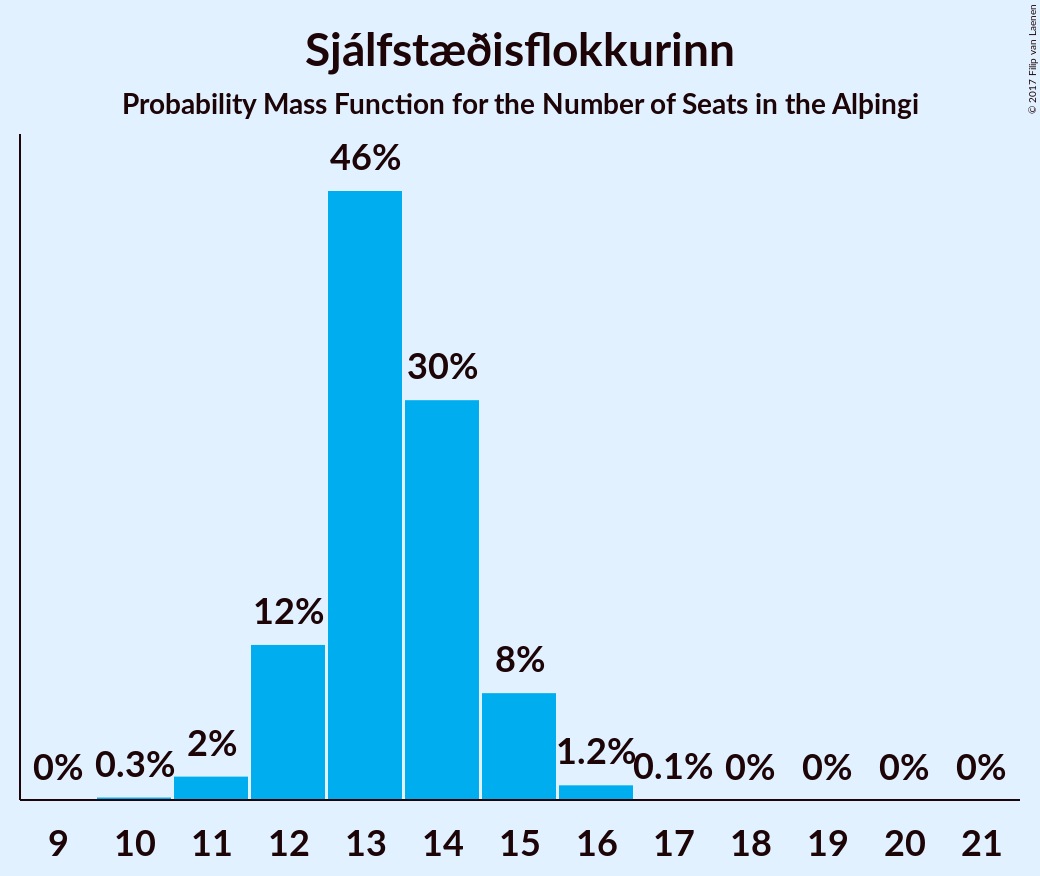 Sjálfstæðisflokkurinn
Probability Mass Function for the Number of Seats in the Alþingi
© 2017 Filip van Laenen
46%
30%
12%
8%
2%
1.2%
0% 0.3% 0.1% 0% 0% 0% 0%
9 10 11 12 13 14 15 16 17 18 19 20 21